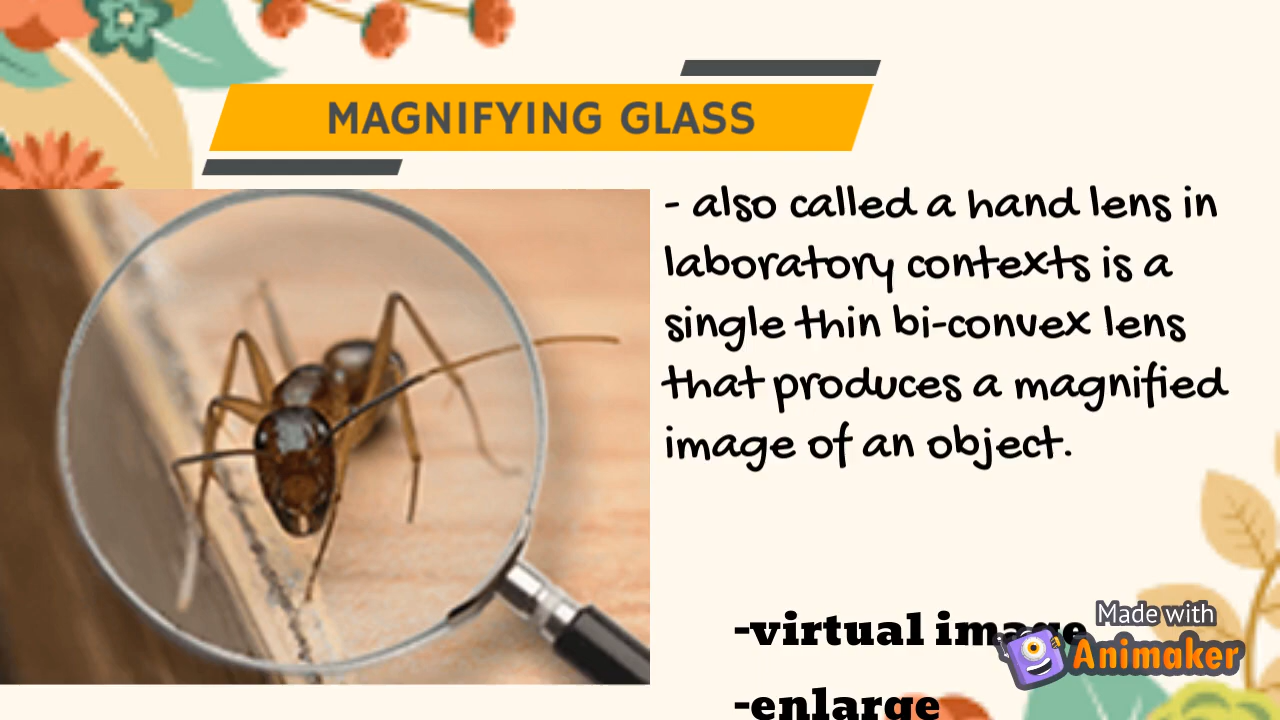 MAGNIFYING GLASS
- also called a hand lens in
laboratory contexts is a
single thin bi-convex lens
that produces a magnified
image of an object.
-virtual image
Made with
Animaker
-enlarge